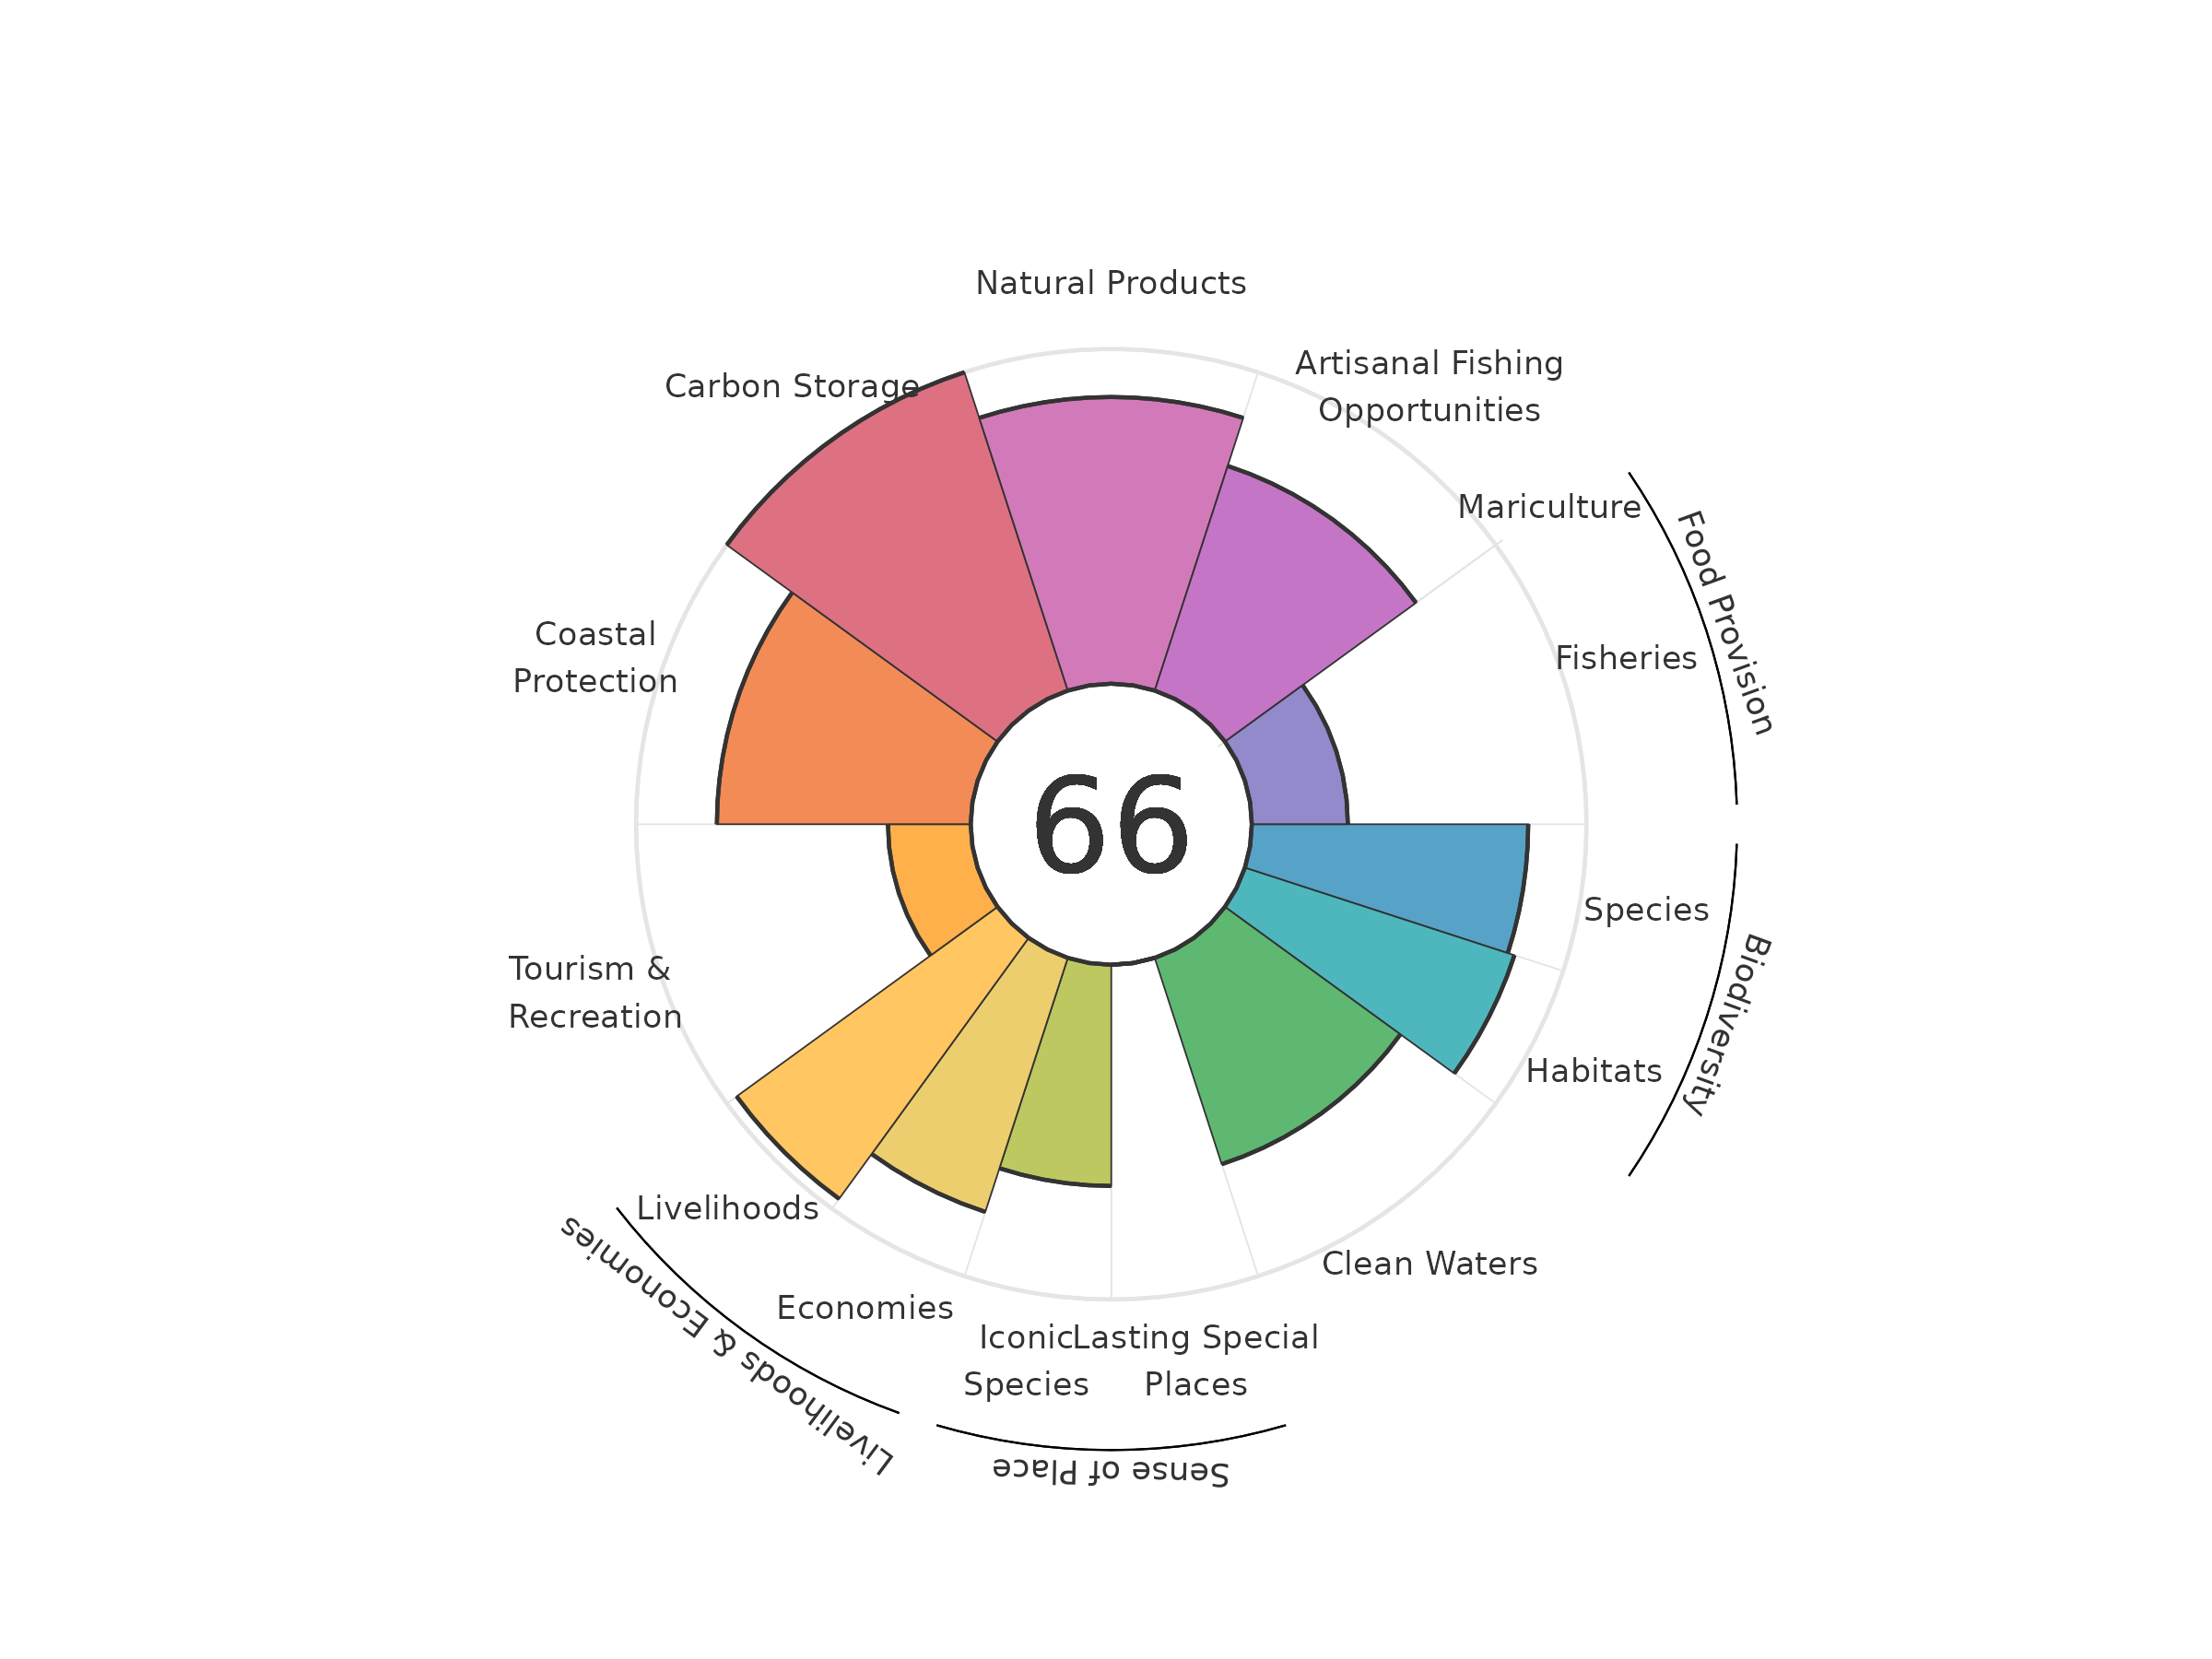 Natural Products
Artisanal Fishing
Opportunities
Carbon Storage
Mariculture
Food Provision
Coastal
Protection
Fisheries
66
Species
Biodiversity
Tourism &
Recreation
Habitats
Livelihoods
Livelihoods & Economies
Clean Waters
Economies
Iconic
Species
Lasting Special
Places
Sense of Place